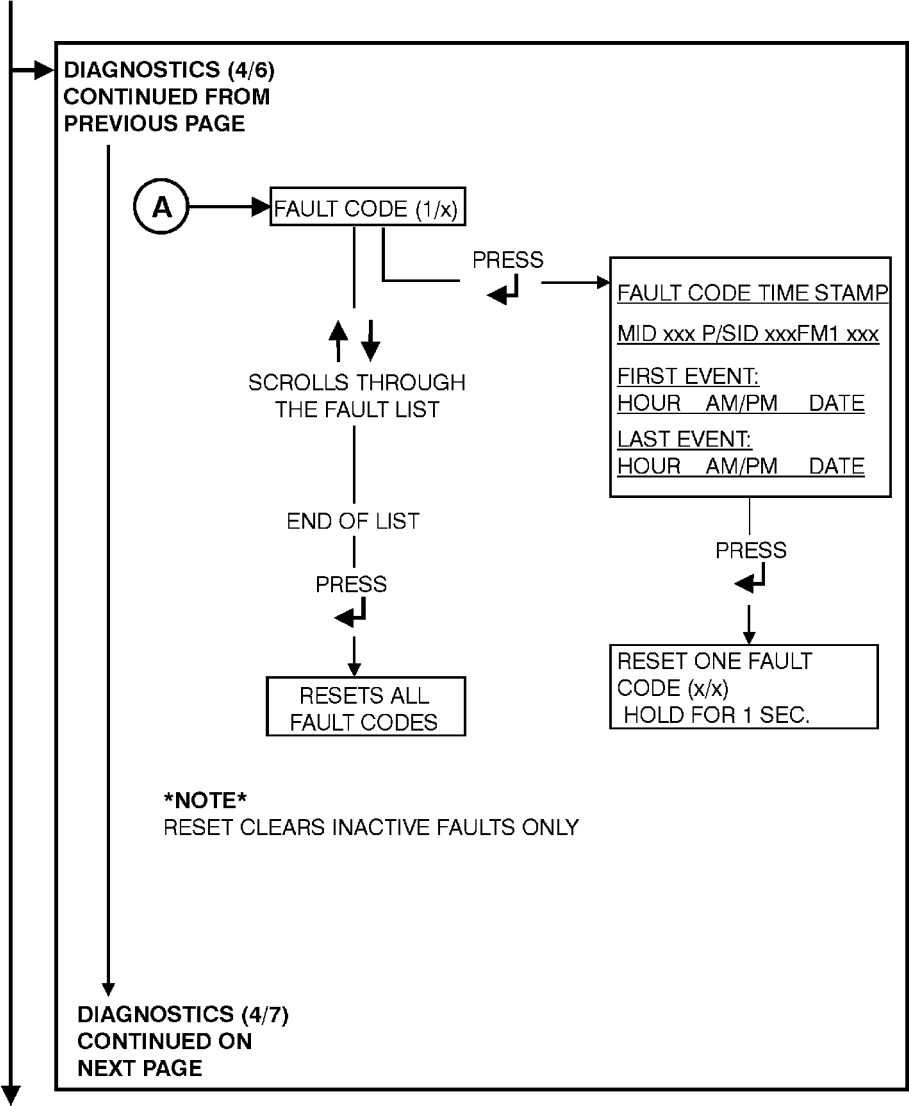 DIAGNOSTICS (4/6)
CONTINUED FROM
PREVIOUS PAGE
A
FAULT CODE (1/x)
PRESS
FAULT CODE TIME STAMP
MID xxx P/SID xxxFM1 xxx
FIRST EVENT:
HOUR AM/PM DATE
LAST EVENT:
HOUR AM/PM DATE
SCROLLS THROUGH
THE FAULT LIST
END OF LIST
PRESS
RESETS ALL
FAULT CODES
PRESS
RESET ONE FAULT
CODE (x/x)
HOLD FOR 1 SEC.
*NOTE*
RESET CLEARS INACTIVE FAULTS ONLY
DIAGNOSTICS (4/7)
CONTINUED ON
NEXT PAGE